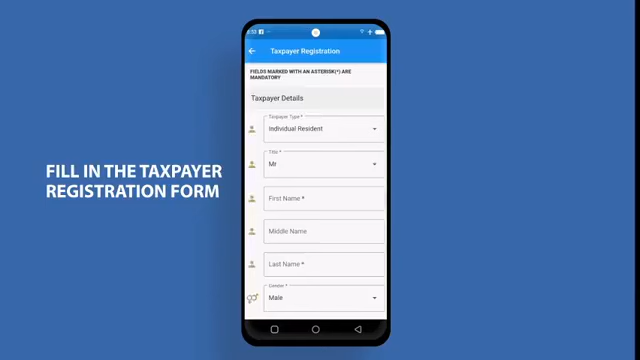 Taxpayer Registration
FIELDS MARKED WITH AN ASTERISK(*) ARE
MANDATORY
Taxpayer Details
Taxpayer Type *
Individual Resident
Title *
Mr
FILL IN THE TAXPAYER
REGISTRATION FORM
First Name *
Middle Name
Last Name *
Gender *
Male